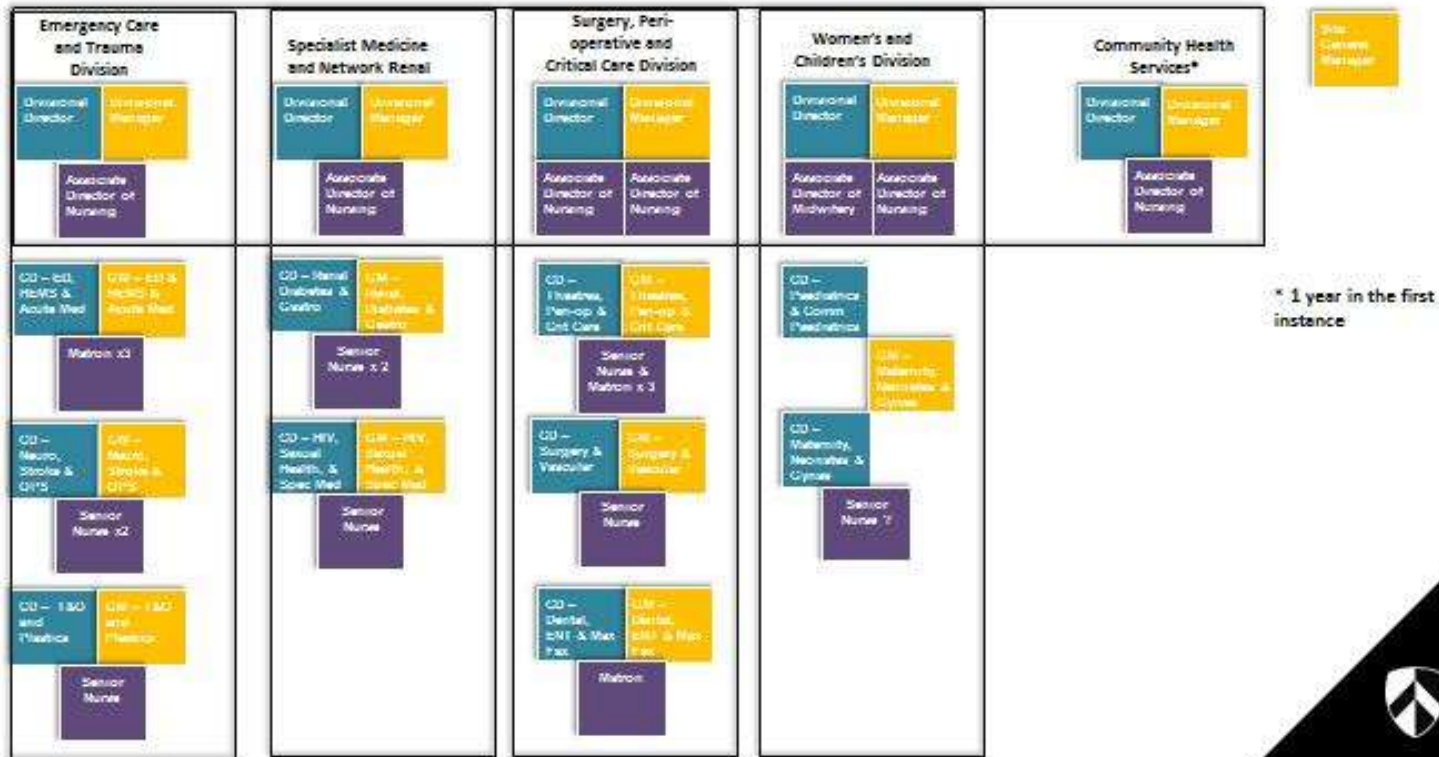 Emergency Care
and Trauma
Division
Divisional
Director
Divisional
Manager
Associate
Director of
Nursing
CD – ED,
HEMS &
Acute Med
GM – ED &
HEMS &
Acute Med
Matron x3
CD –
Neuro,
Stroke &
OPS
GM –
Neuro,
Stroke &
OPS
Senior
Nurse x2
CD – T&O
and
Plastics
GM – T&O
and
Plastics
Senior
Nurse
Specialist Medicine
and Network Renal
Divisional
Director
Divisional
Manager
Associate
Director of
Nursing
CD – Renal
Diabetes &
Gastro
GM –
Renal,
Diabetes &
Gastro
Senior
Nurse x 2
CD – HIV,
Sexual
Health, &
Spec Med
GM – HIV,
Sexual
Health, &
Spec Med
Senior
Nurse
Surgery, Peri-
operative and
Critical Care Division
Divisional
Director
Divisional
Manager
Associate
Director of
Nursing
Associate
Director of
Nursing
CD –
Theatres,
Peri-op &
Crit Care
GM –
Theatres,
Peri-op &
Crit Care
Senior
Nurse &
Matron x 3
CD –
Surgery &
Vascular
GM –
Surgery &
Vascular
Senior
Nurse
CD –
Dental,
ENT & Max
Fax
GM –
Dental,
ENT & Max
Fax
Matron
Women's and
Children's Division
Divisional
Director
Divisional
Manager
Associate
Director of
Midwifery
Associate
Director of
Nursing
CD –
Paediatrics
& Comm
Paediatrics
GM –
Maternity,
Neonates &
Gynae
CD –
Maternity,
Neonates &
Gynae
Senior
Nurse ?
Community Health
Services*
Divisional
Director
Divisional
Manager
Associate
Director of
Nursing
Site
General
Manager
* 1 year in the first
instance